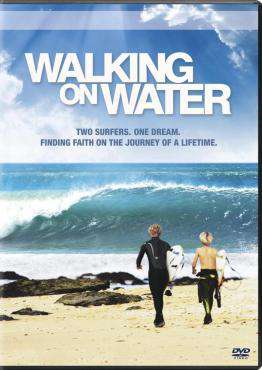 WALKING
ON WATER
TWO SURFERS. ONE DREAM.
FINDING FAITH ON THE JOURNEY OF A LIFETIME.
DVD